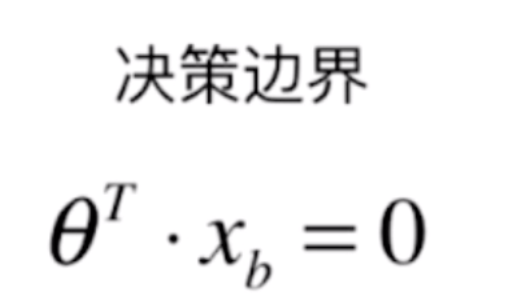 决策边界
θ^T · x_b = 0